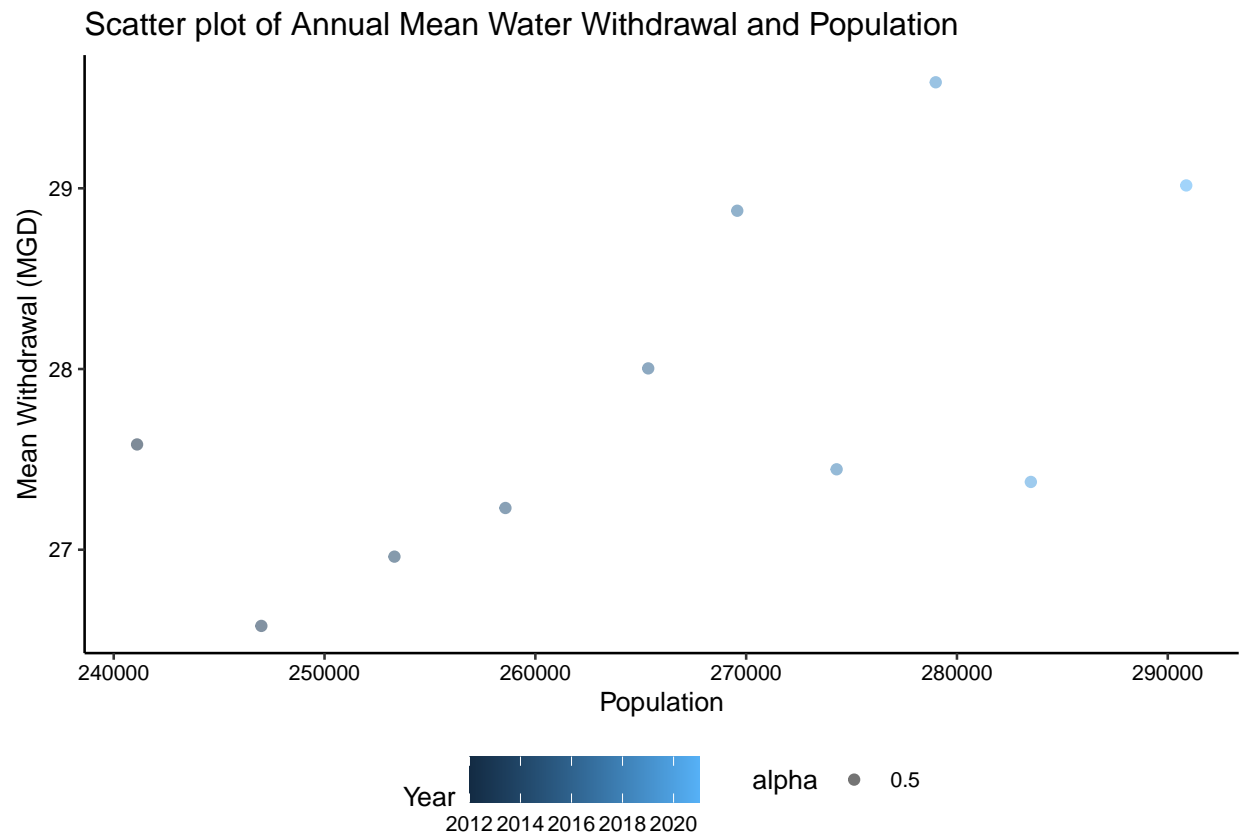 Scatter plot of Annual Mean Water Withdrawal and Population
Mean Withdrawal (MGD)
29
28
27
240000 250000 260000 270000 280000 290000
Population
Year
2012 2014 2016 2018 2020
alpha 0.5